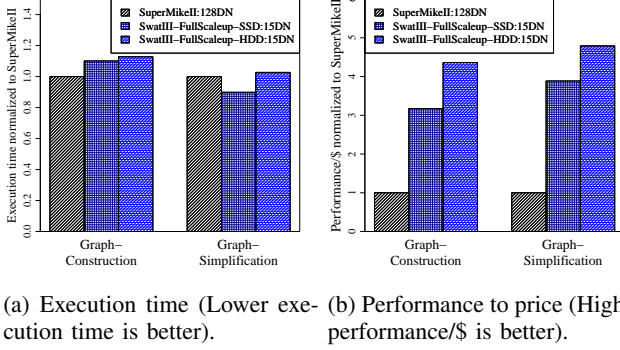 Execution time normalized to SuperMikeII
0.0 0.2 0.4 0.6 0.8 1.0 1.2 1.4
SuperMikeII:128DN
SwatIII–FullScaleup–SSD:15DN
SwatIII–FullScaleup–HDD:15DN
Graph–
Construction
Graph–
Simplification
Performance/$ normalized to SuperMikeII
0 1 2 3 4 5
SuperMikeII:128DN
SwatIII–FullScaleup–SSD:15DN
SwatIII–FullScaleup–HDD:15DN
Graph–
Construction
Graph–
Simplification
(a) Execution time (Lower exe-
cution time is better).
(b) Performance to price (High
performance/$ is better).